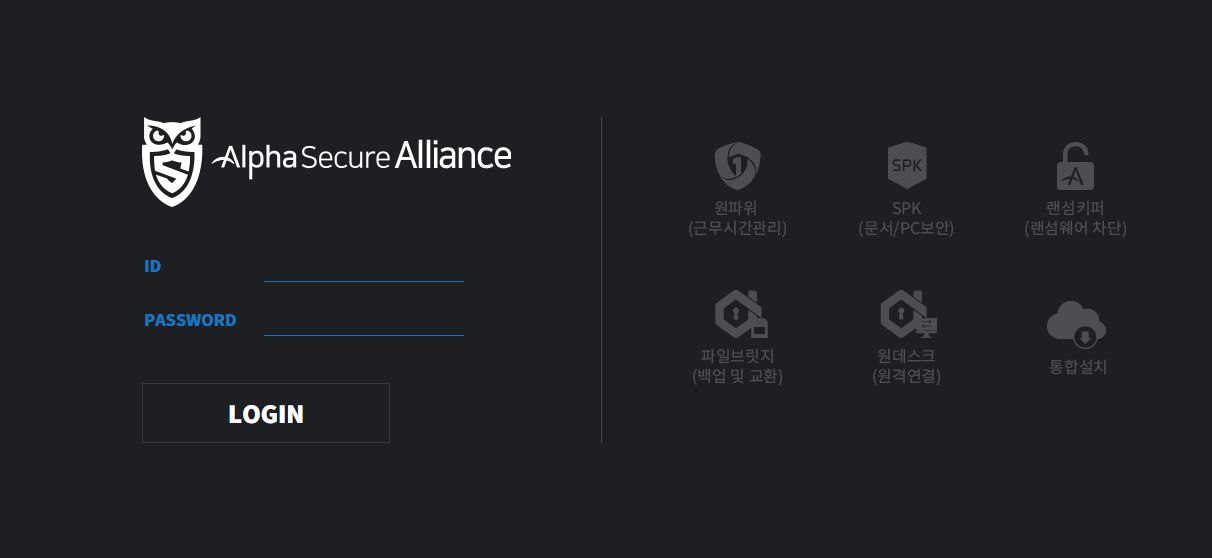 Alpha Secure Alliance
ID
PASSWORD
LOGIN
원파워
(근무시간관리)
SPK
SPK
(문서/PC보안)
랜섬키퍼
(랜섬웨어 차단)
파일브릿지
(백업 및 교환)
원데스크
(원격연결)
통합설치